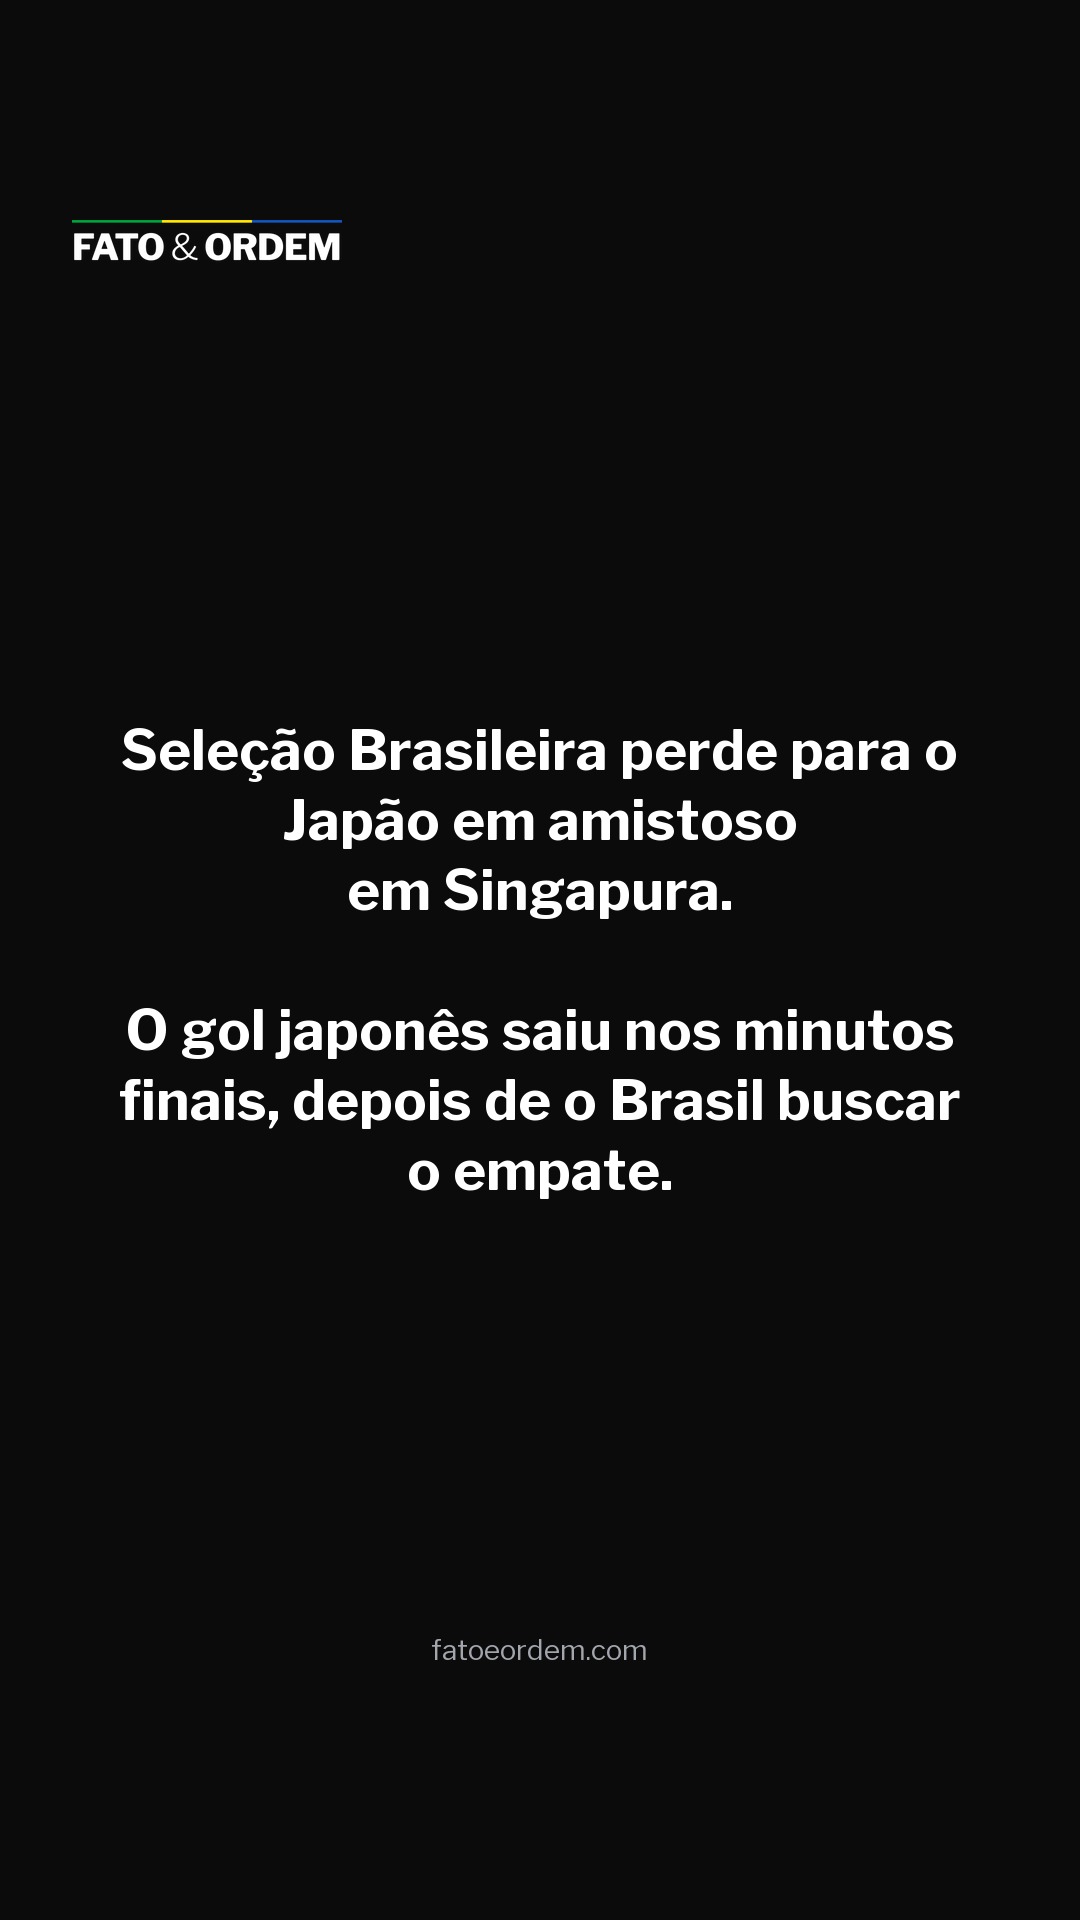 FATO & ORDEM
Seleção Brasileira perde para o
Japão em amistoso
em Singapura.
O gol japonês saiu nos minutos
finais, depois de o Brasil buscar
o empate.
fatoeordem.com